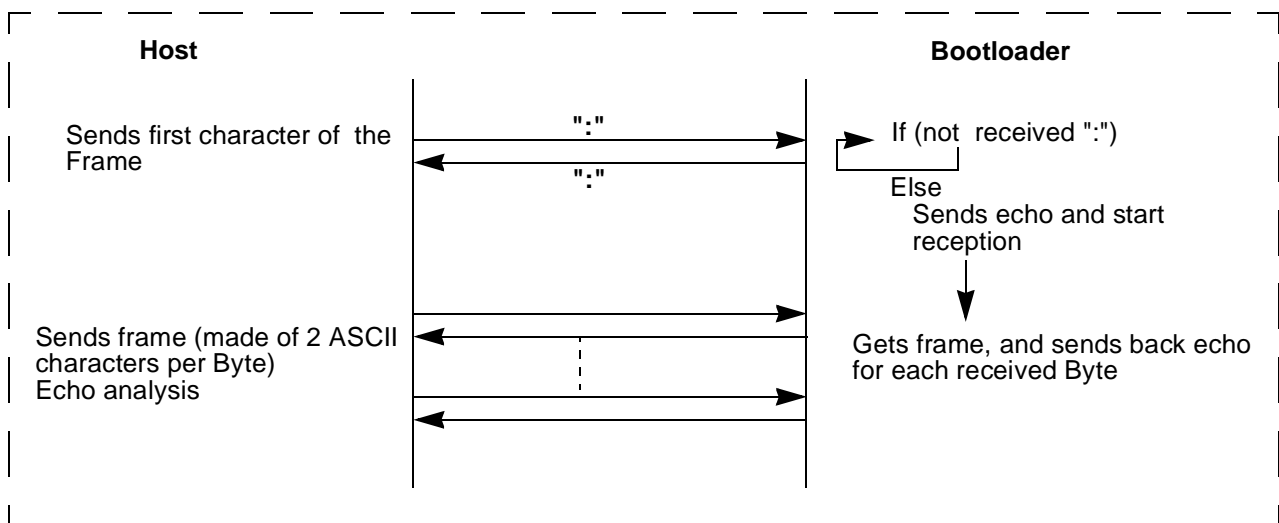 Host
Bootloader
Sends first character of the
Frame
":"
":"
If (not received ":")
Else
Sends echo and start
reception
Sends frame (made of 2 ASCII
characters per Byte)
Echo analysis
Gets frame, and sends back echo
for each received Byte